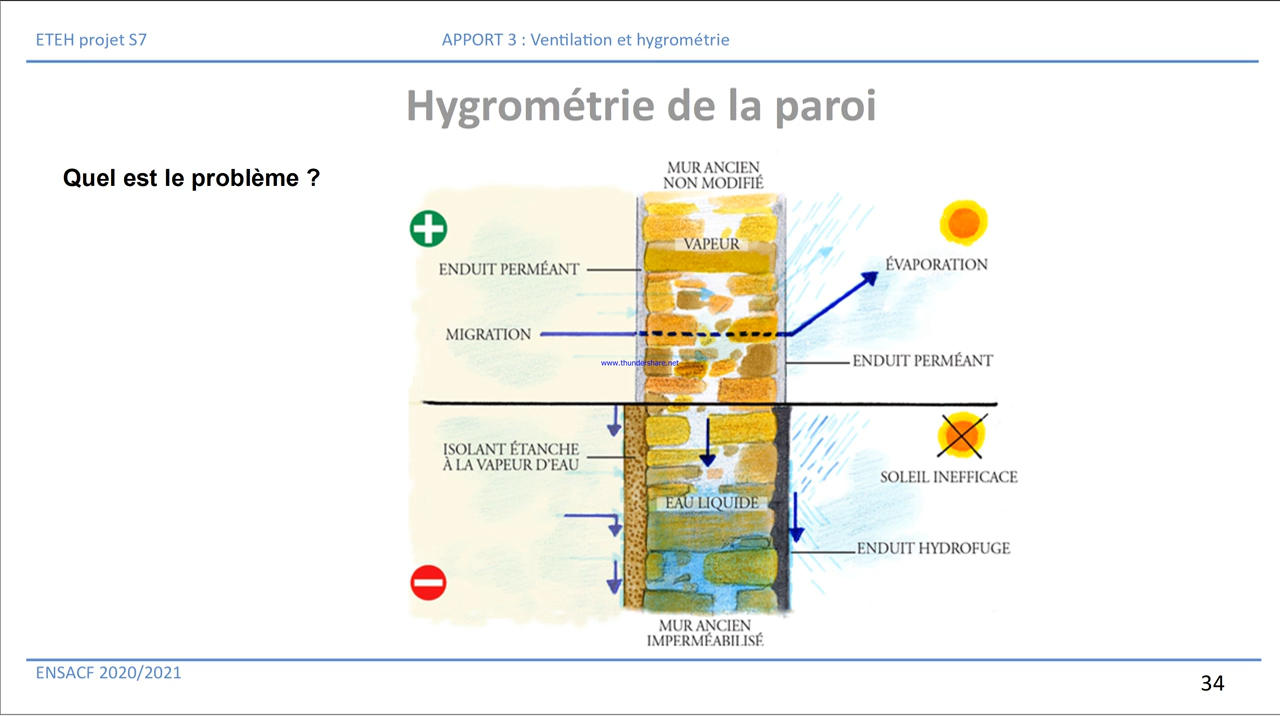 ETEH projet S7
APPORT 3 : Ventilation et hygrométrie
Hygrométrie de la paroi
Quel est le problème ?
MUR ANCIEN
NON MODIFIÉ
VAPEUR
ENDUIT PERMÉANT
ÉVAPORATION
MIGRATION
www.thundershare.net
ENDUIT PERMÉANT
ISOLANT ÉTANCHE
À LA VAPEUR D'EAU
SOLEIL INEFFICACE
EAU LIQUIDE
ENDUIT HYDROFUGE
MUR ANCIEN
IMPERMÉABILISÉ
ENSACF 2020/2021
34